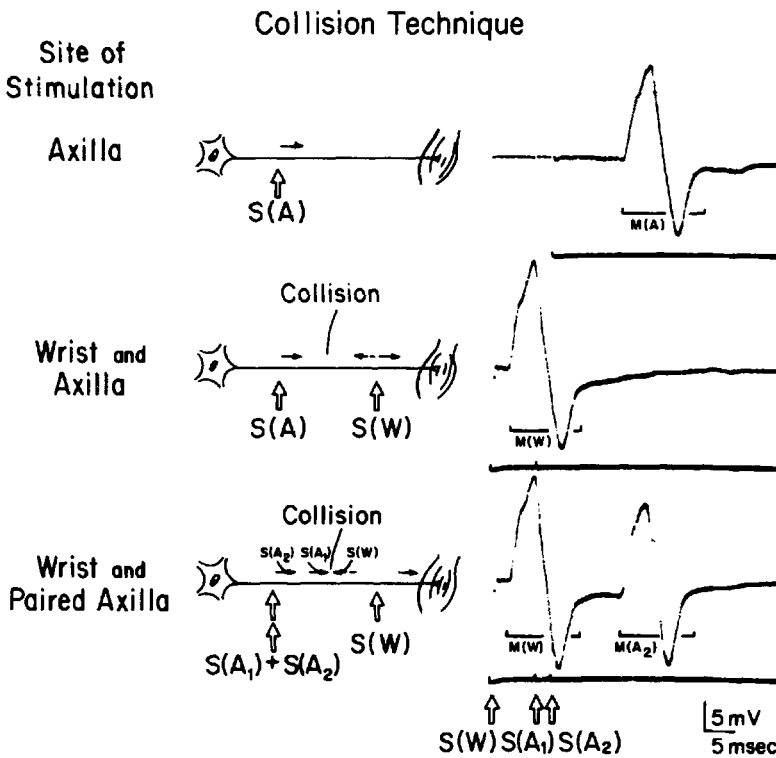 Collision Technique
Site of
Stimulation
Axilla
S(A)
M(A)
Collision
Wrist and
Axilla
S(A) S(W)
M(W)
Collision
S(A₂) S(A₁) S(W)
Wrist and
Paired Axilla
S(W)
S(A₁) + S(A₂)
M(W) M(A₂)
S(W) S(A₁) S(A₂)
5 mV
5 msec